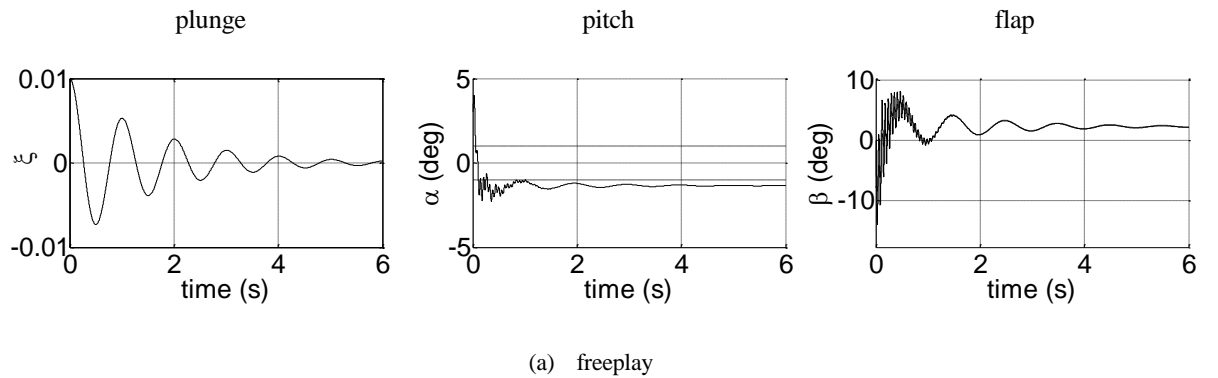 plunge
pitch
flap
0.01
0
-0.01
ξ
0 2 4 6
time (s)
5
0
-5
α (deg)
0 2 4 6
time (s)
10
0
-10
β (deg)
0 2 4 6
time (s)
(a) freeplay